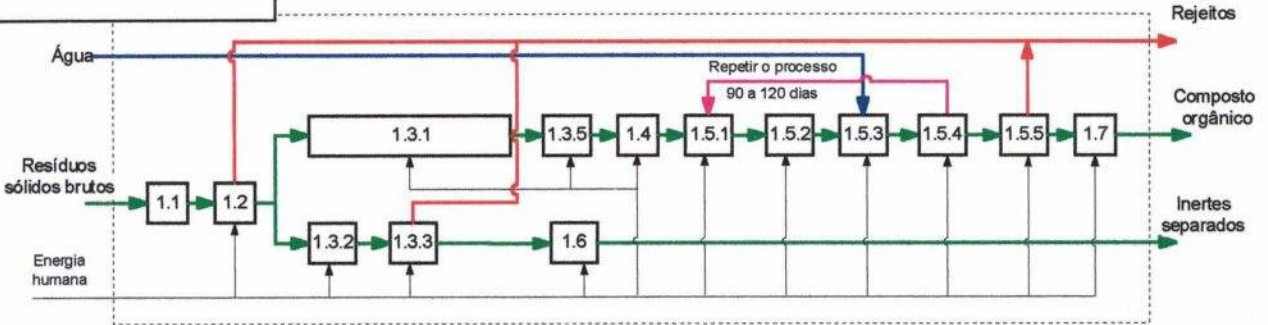 Rejeitos
Água
Repetir o processo
90 a 120 dias
Composto
orgânico
1.3.1
1.3.5
1.4
1.5.1
1.5.2
1.5.3
1.5.4
1.5.5
1.7
Resíduos
sólidos brutos
1.1
1.2
Inertes
separados
1.3.2
1.3.3
1.6
Energia
humana